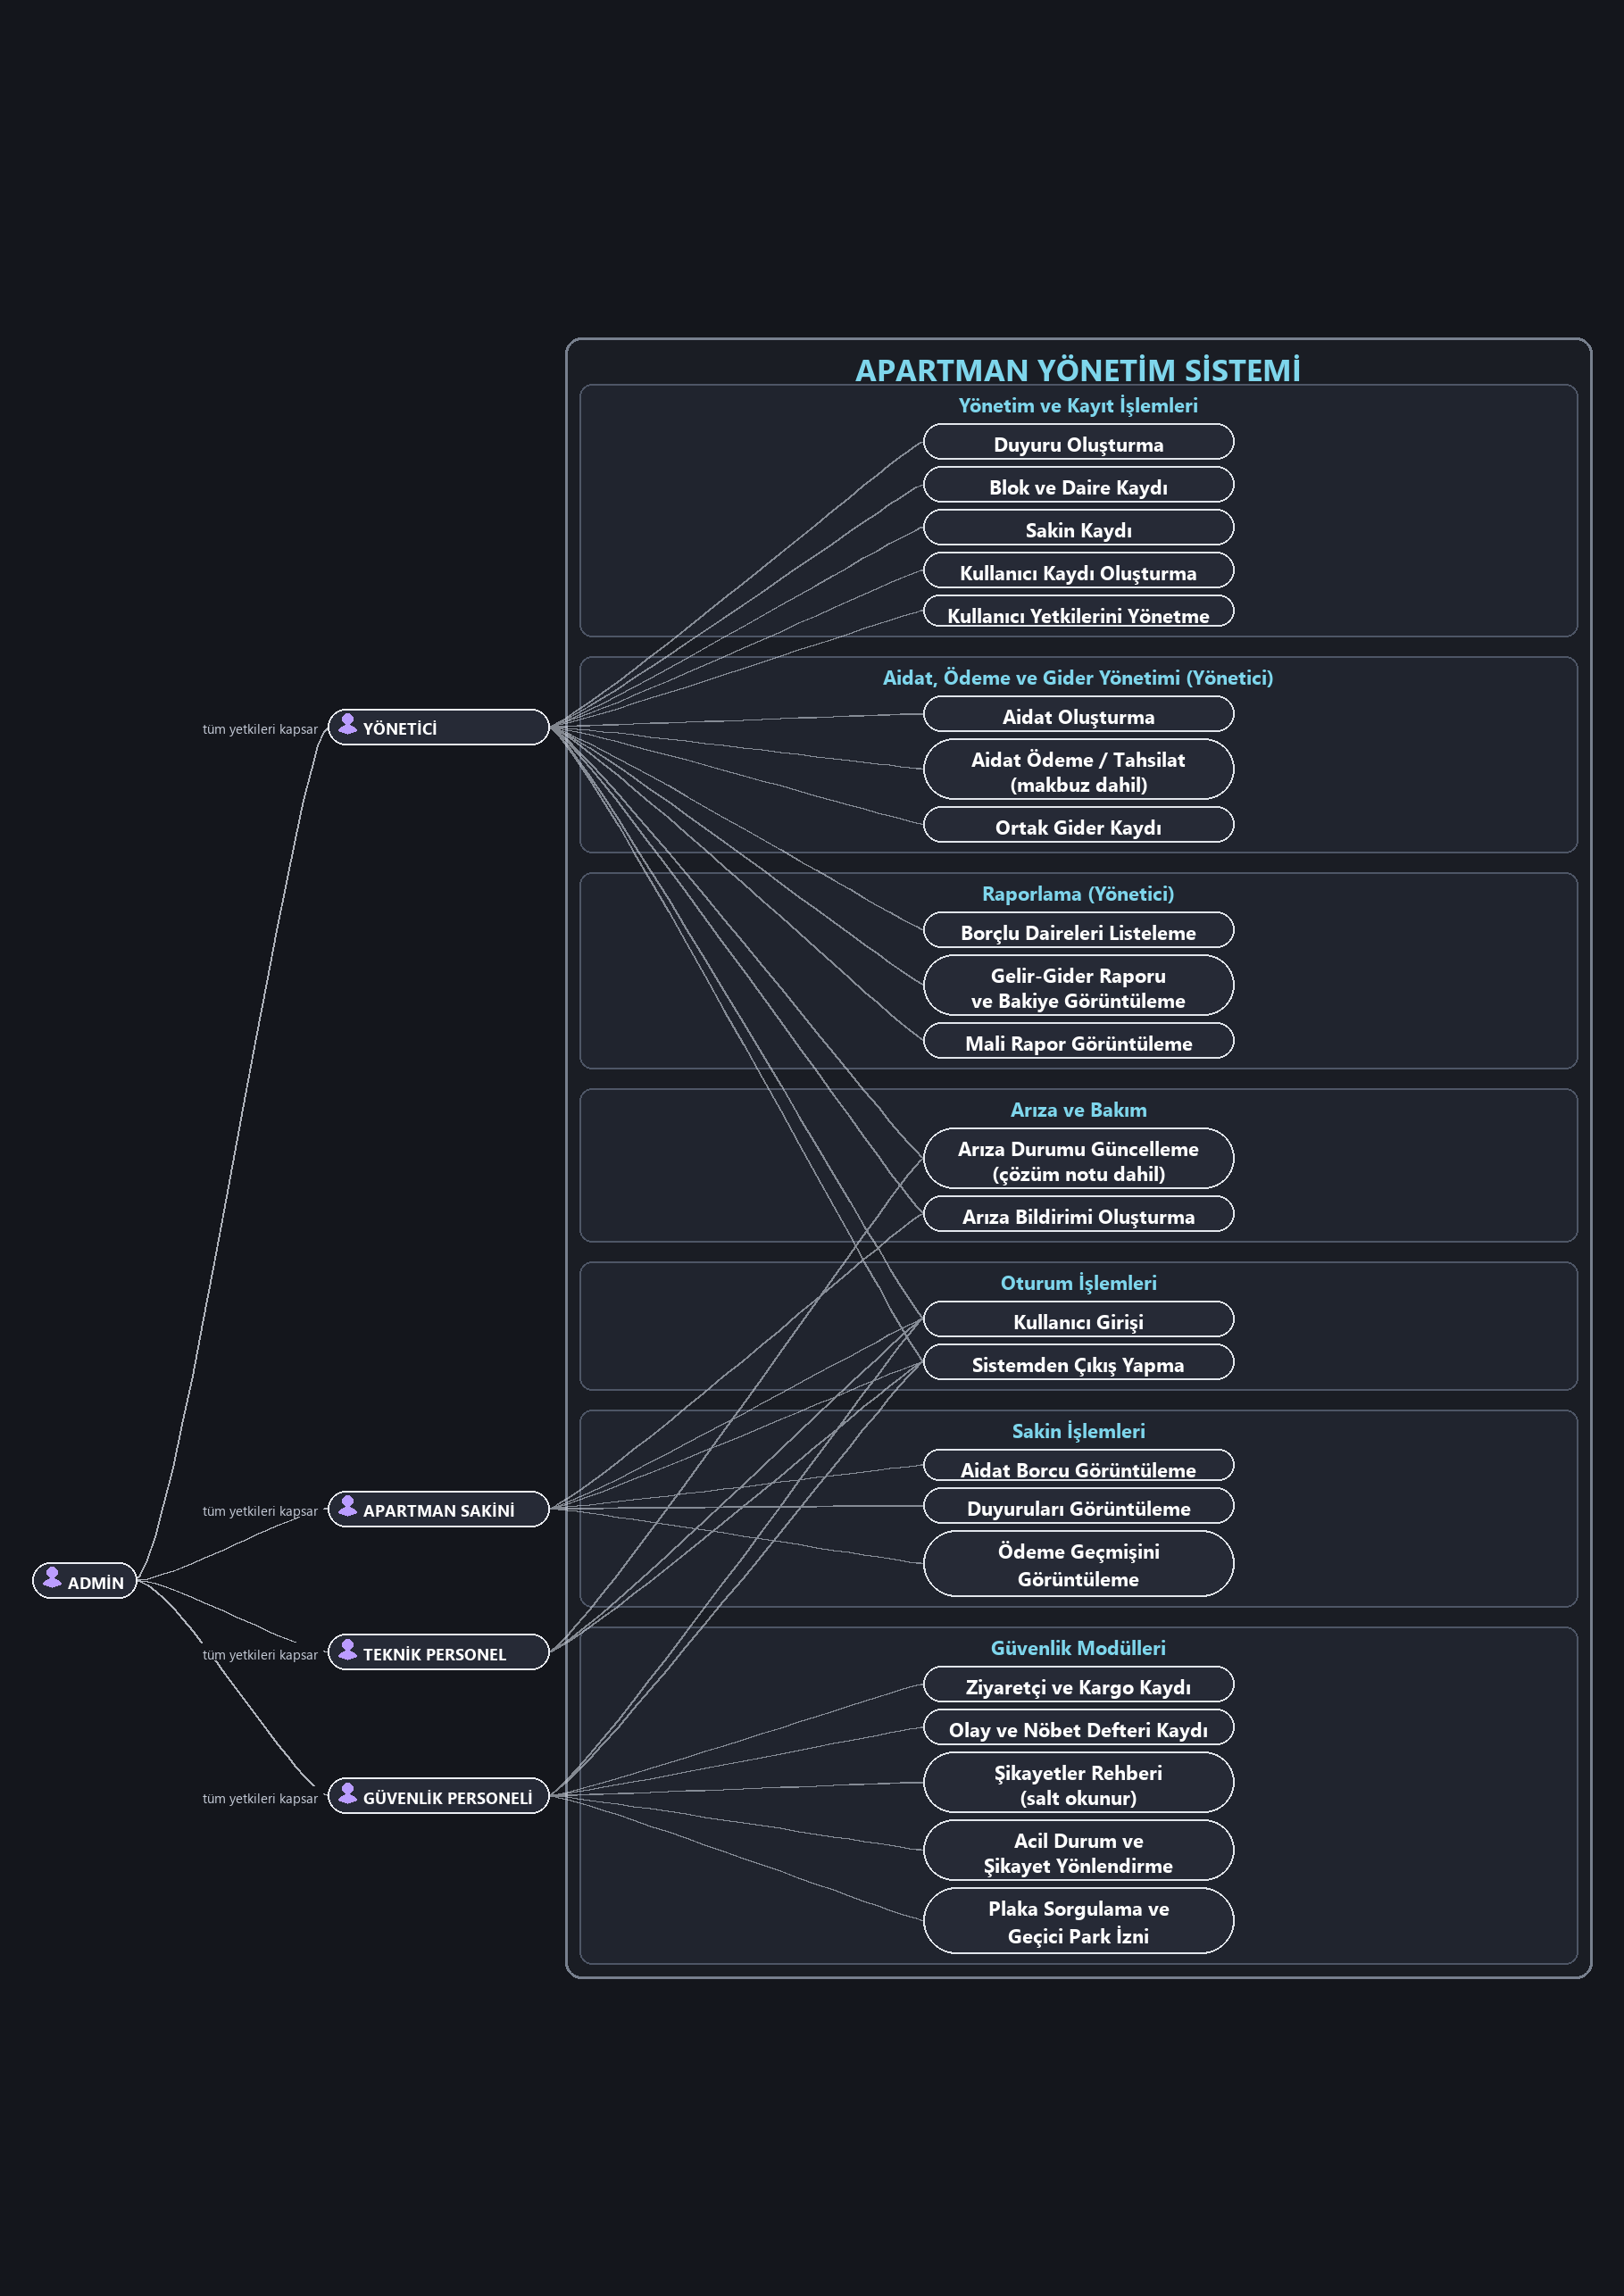 APARTMAN YÖNETİM SİSTEMİ
Yönetim ve Kayıt İşlemleri
Duyuru Oluşturma
Blok ve Daire Kaydı
Sakin Kaydı
Kullanıcı Kaydı Oluşturma
Kullanıcı Yetkilerini Yönetme
Aidat, Ödeme ve Gider Yönetimi (Yönetici)
Aidat Oluşturma
tüm yetkileri kapsar
YÖNETİCİ
Aidat Ödeme / Tahsilat
(makbuz dahil)
Ortak Gider Kaydı
Raporlama (Yönetici)
Borçlu Daireleri Listeleme
Gelir-Gider Raporu
ve Bakiye Görüntüleme
Mali Rapor Görüntüleme
Arıza ve Bakım
Arıza Durumu Güncelleme
(çözüm notu dahil)
Arıza Bildirimi Oluşturma
Oturum İşlemleri
Kullanıcı Girişi
Sistemden Çıkış Yapma
Sakin İşlemleri
Aidat Borcu Görüntüleme
Duyuruları Görüntüleme
tüm yetkileri kapsar
APARTMAN SAKİNİ
Ödeme Geçmişini
Görüntüleme
ADMİN
tüm yetkileri kapsar
TEKNİK PERSONEL
Güvenlik Modülleri
Ziyaretçi ve Kargo Kaydı
Olay ve Nöbet Defteri Kaydı
Şikayetler Rehberi
(salt okunur)
tüm yetkileri kapsar
GÜVENLİK PERSONELİ
Acil Durum ve
Şikayet Yönlendirme
Plaka Sorgulama ve
Geçici Park İzni